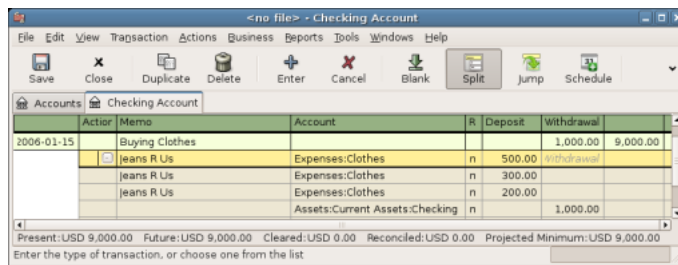 <no file> - Checking Account
File Edit View Transaction Actions Business Reports Tools Windows Help
Save Close Duplicate Delete Enter Cancel Blank Split Jump Schedule
Accounts Checking Account
Action Memo Account R Deposit Withdrawal
2006-01-15 Buying Clothes 1,000.00 9,000.00
Jeans R Us Expenses:Clothes n 500.00 Withdrawal
Jeans R Us Expenses:Clothes n 300.00
Jeans R Us Expenses:Clothes n 200.00
Assets:Current Assets:Checking n 1,000.00
Present:USD 9,000.00 Future:USD 9,000.00 Cleared:USD 0.00 Reconciled:USD 0.00 Projected Minimum:USD 9,000.00
Enter the type of transaction, or choose one from the list